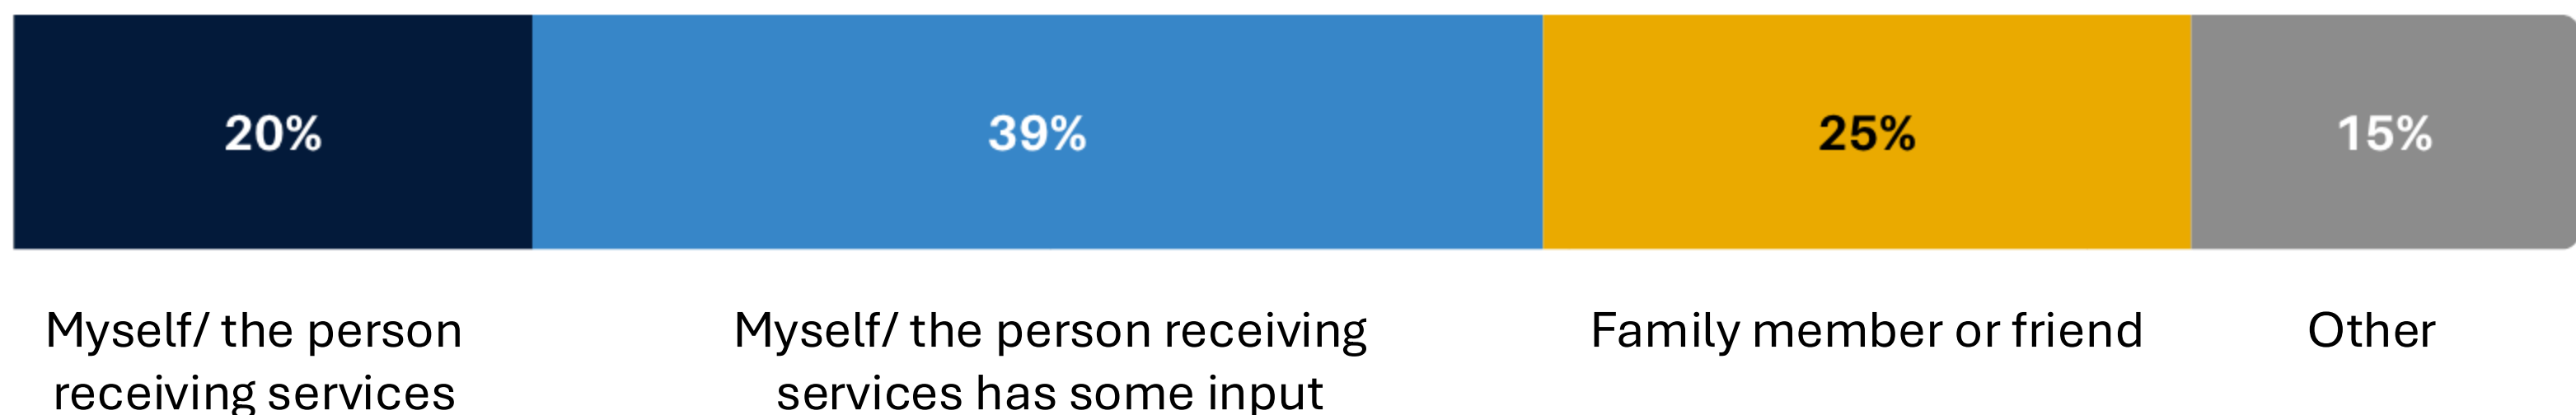 20% 39% 25% 15%
Myself/ the person Myself/ the person receiving Family member or friend Other
receiving services services has some input